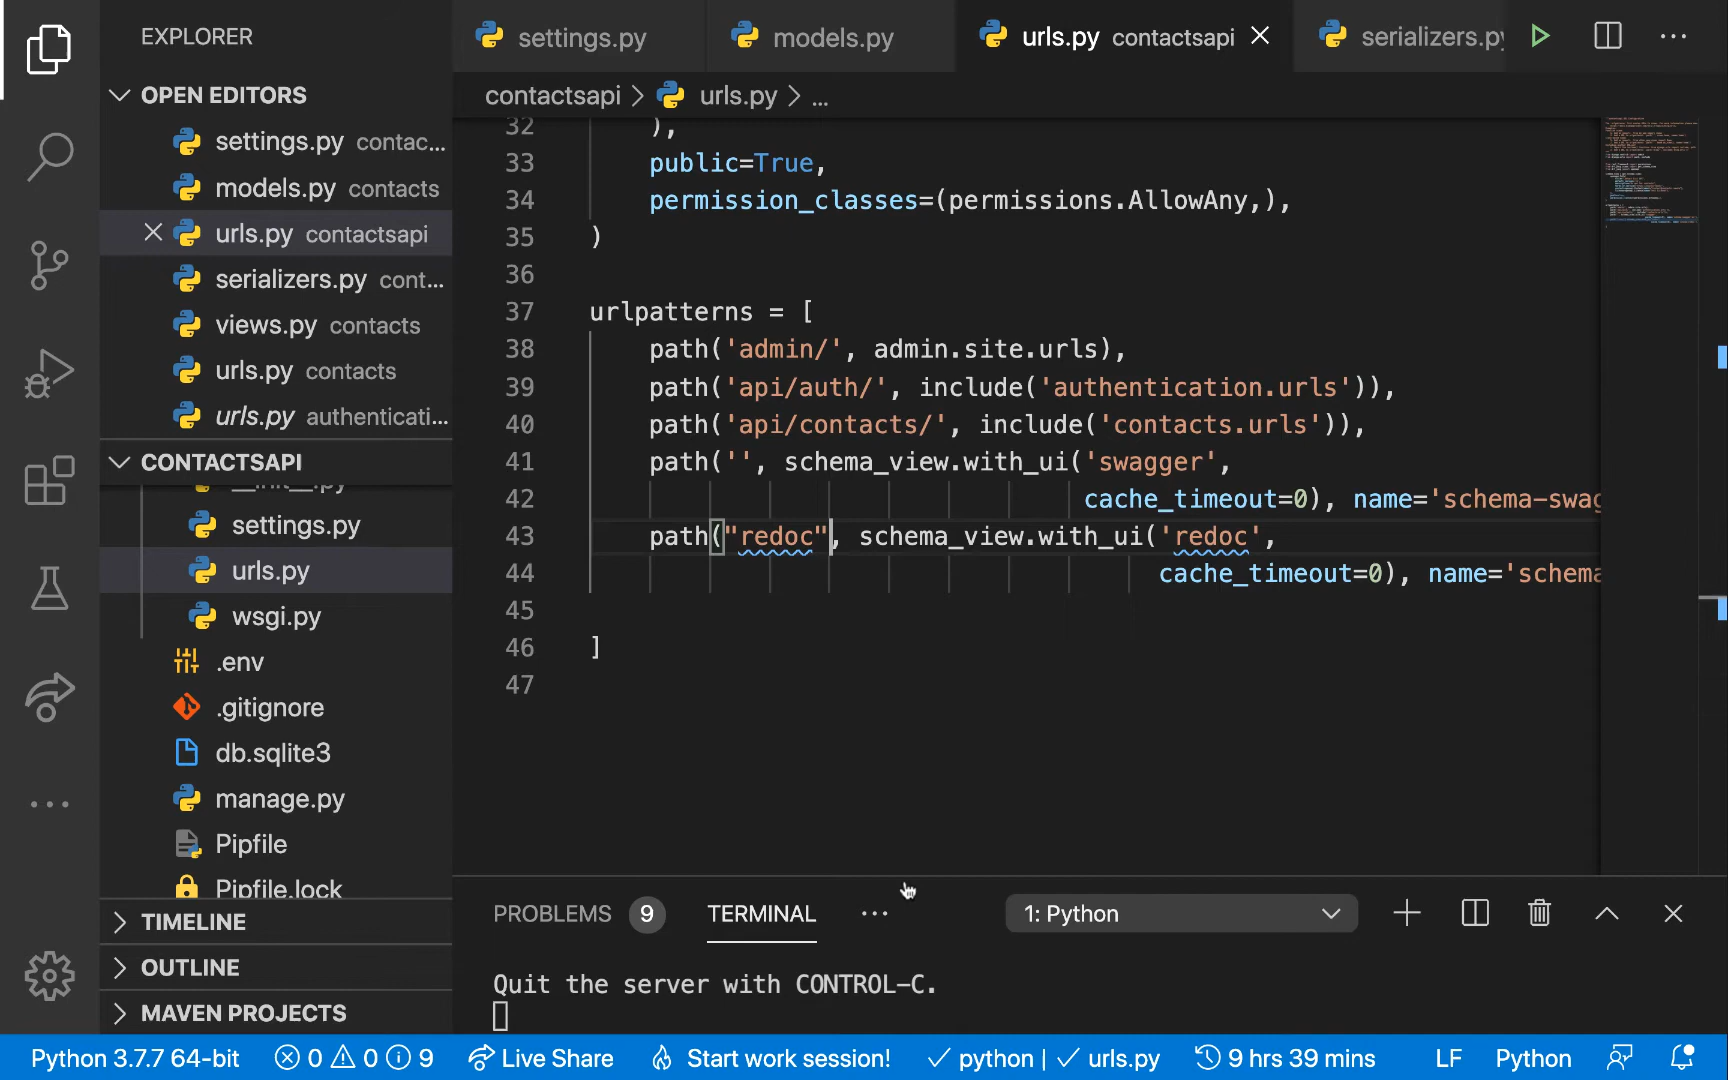 EXPLORER
settings.py
models.py
urls.py contactsapi
serializers.py
OPEN EDITORS
contactsapi > urls.py > ...
settings.py contac...
models.py contacts
urls.py contactsapi
serializers.py cont...
views.py contacts
urls.py contacts
urls.py authenticati...
CONTACTSAPI
__init__.py
settings.py
urls.py
wsgi.py
.env
.gitignore
db.sqlite3
manage.py
Pipfile
Pipfile.lock
TIMELINE
OUTLINE
MAVEN PROJECTS
32 ),
33 public=True,
34 permission_classes=(permissions.AllowAny,),
35 )
36
37 urlpatterns = [
38 path('admin/', admin.site.urls),
39 path('api/auth/', include('authentication.urls')),
40 path('api/contacts/', include('contacts.urls')),
41 path('', schema_view.with_ui('swagger',
42 cache_timeout=0), name='schema-swag
43 path("redoc", schema_view.with_ui('redoc',
44 cache_timeout=0), name='schema
45
46 ]
47
PROBLEMS 9 TERMINAL ... 1: Python
Quit the server with CONTROL-C.
Python 3.7.7 64-bit 0 0 9 Live Share Start work session! python | urls.py 9 hrs 39 mins LF Python